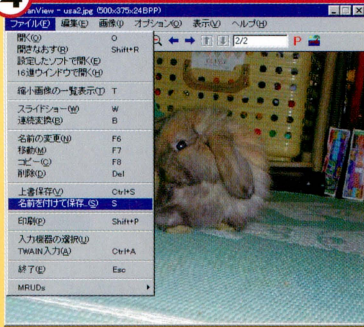 4
anView - usa2.jpg (500x375x24BPP)
ファイル(F) 編集(E) 画像(I) オプション(O) 表示(V) ヘルプ(H)
2/2 P
開く(O) O
開きなおす(R) Shift+R
設定したソフトで開く(E)
16進ウインドウで開く(H)
縮小画像の一覧表示(T) T
スライドショー(W) W
連続変換(B) B
名前の変更(N) F6
移動(M) F7
コピー(C) F8
削除(D) Del
上書保存(V) Ctrl+S
名前を付けて保存..(S) S
印刷(P) Shift+P
入力機器の選択(U)
TWAIN入力(A) Ctrl+A
終了(E) Esc
MRUDs